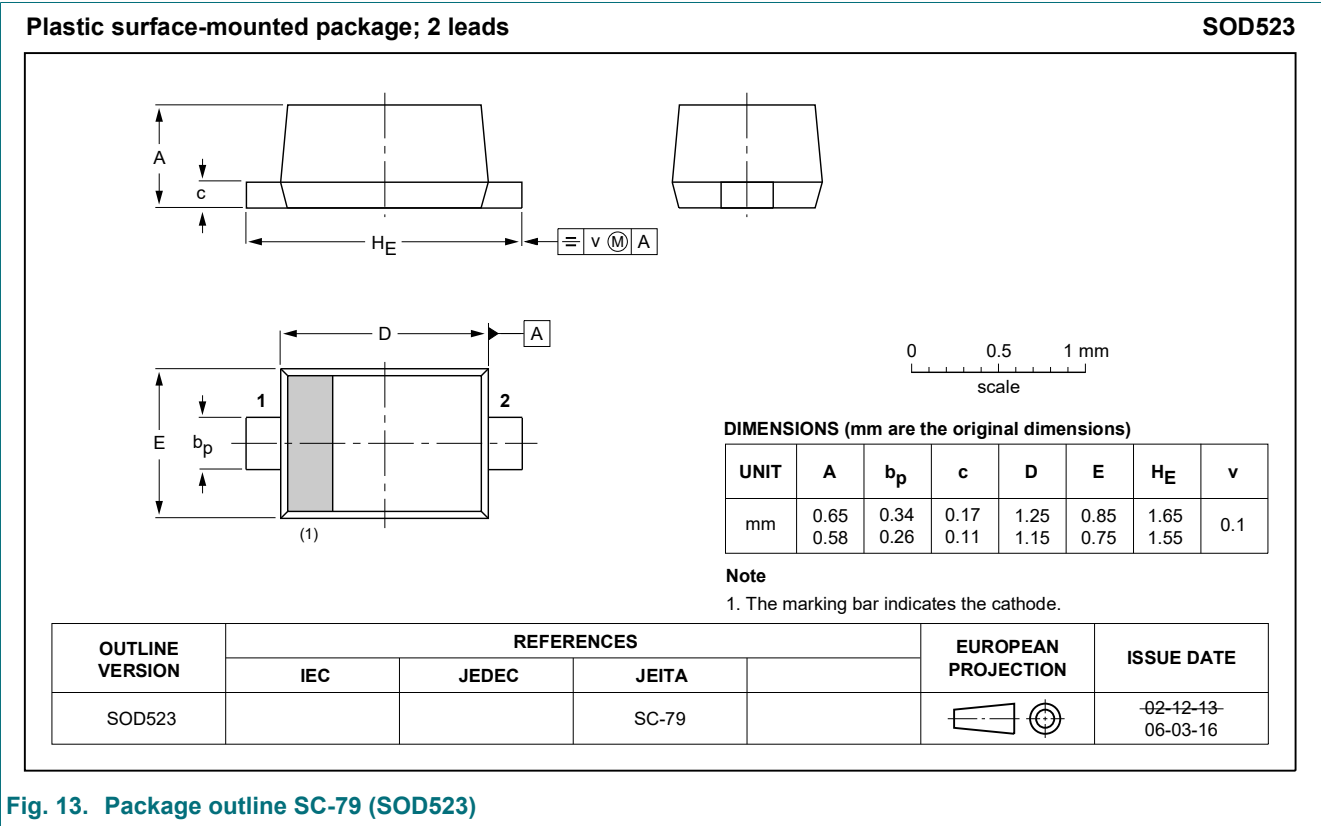 Plastic surface-mounted package; 2 leads SOD523
A
c
HE
= v M A
D
A
1
2
E
bp
(1)
0 0.5 1 mm
scale
DIMENSIONS (mm are the original dimensions)
UNIT A bp c D E HE v
mm 0.65 0.34 0.17 1.25 0.85 1.65 0.1
0.58 0.26 0.11 1.15 0.75 1.55
Note
1. The marking bar indicates the cathode.
OUTLINE VERSION REFERENCES EUROPEAN PROJECTION ISSUE DATE
IEC JEDEC JEITA
SOD523 SC-79 02-12-13
06-03-16
Fig. 13. Package outline SC-79 (SOD523)